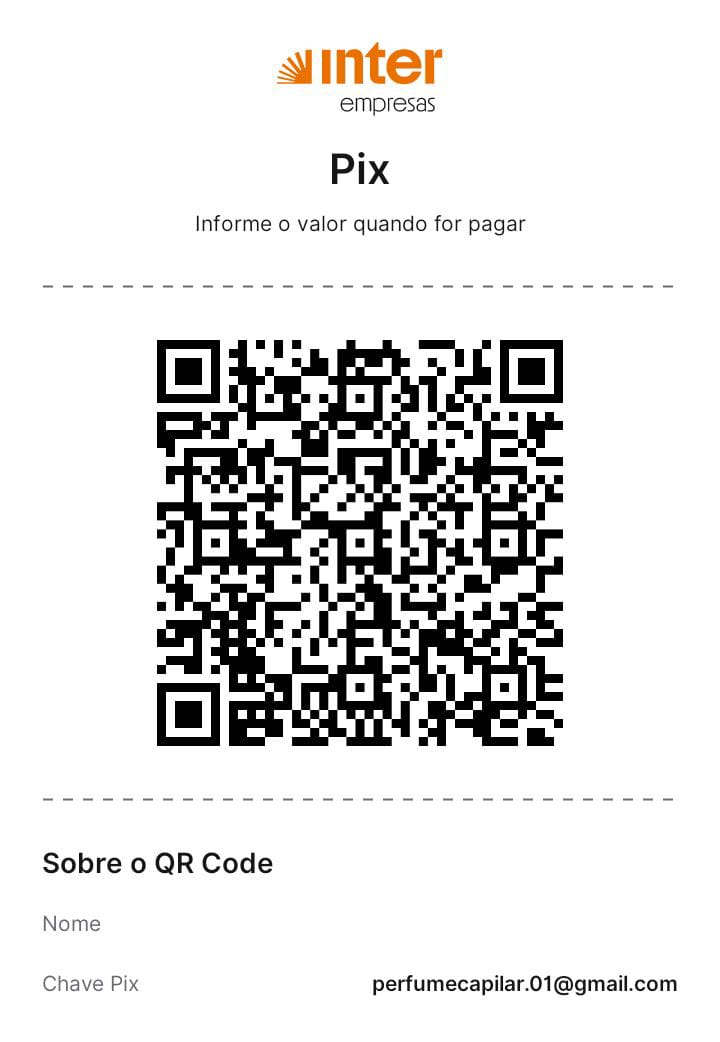 inter
empresas
Pix
Informe o valor quando for pagar
Sobre o QR Code
Nome
Chave Pix perfumecapilar.01@gmail.com